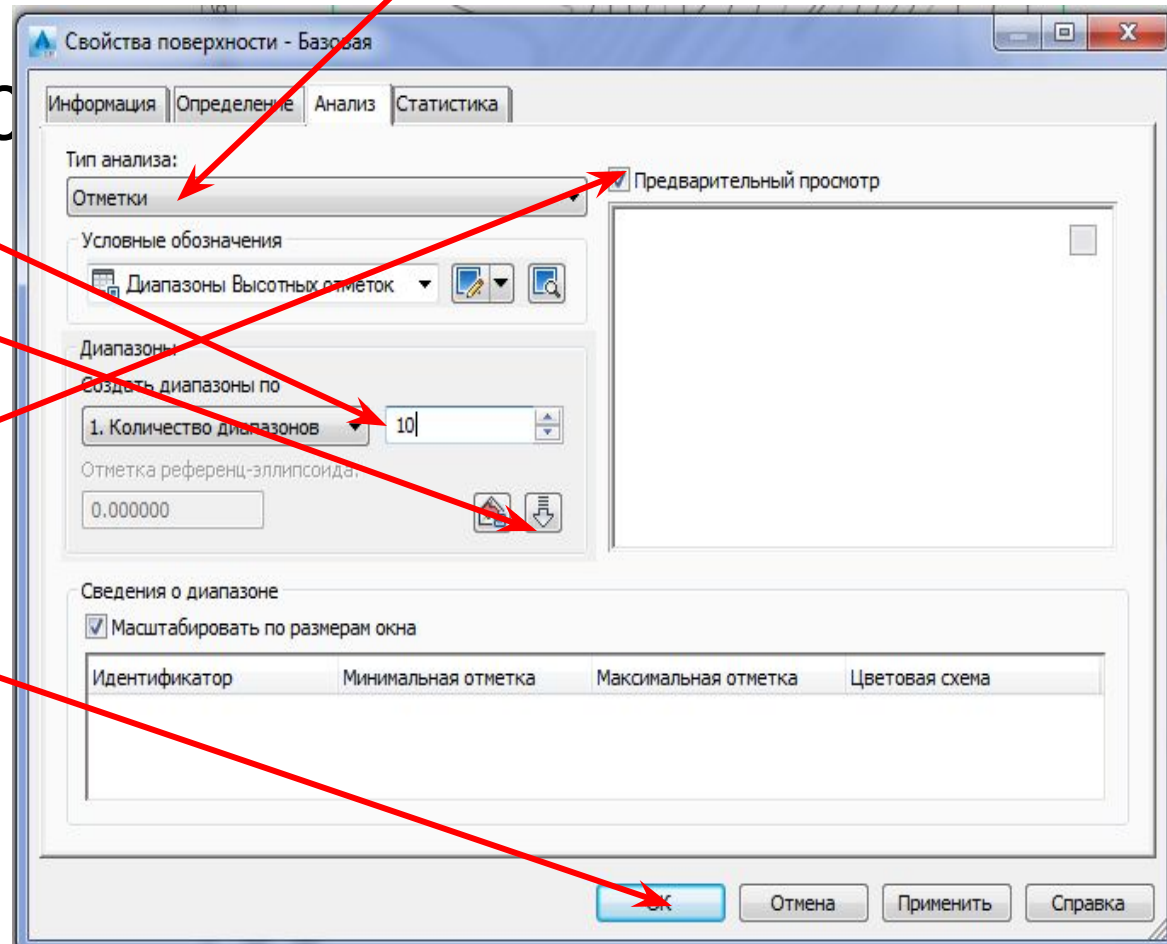 Свойства поверхности - Базовая
Информация Определение Анализ Статистика
Тип анализа:
Отметки
Предварительный просмотр
Условные обозначения
Диапазоны Высотных отметок
Диапазоны
Создать диапазоны по
1. Количество диапазонов 10
Отметка референц-эллипсоида:
0.000000
Сведения о диапазоне
Масштабировать по размерам окна
Идентификатор Минимальная отметка Максимальная отметка Цветовая схема
OK Отмена Применить Справка